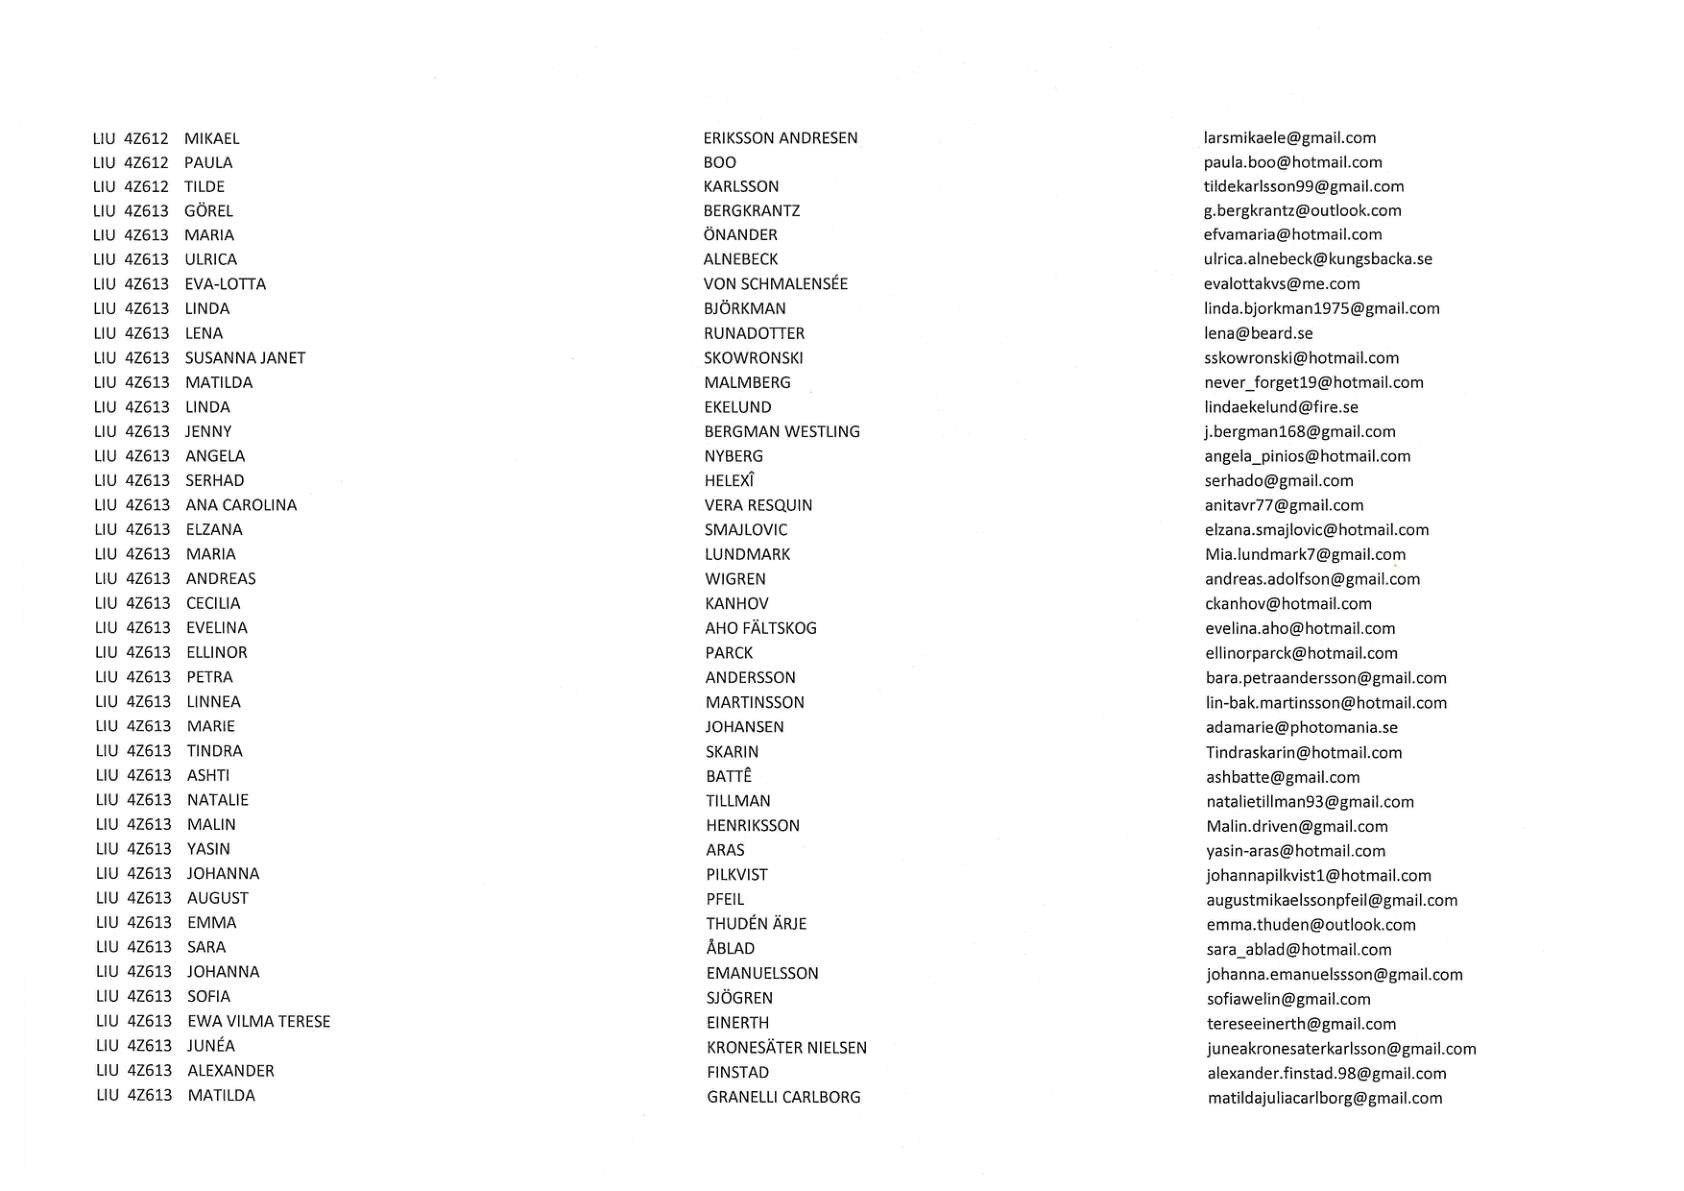 LIU 4Z612 MIKAEL ERIKSSON ANDRESEN larsmikaele@gmail.com
LIU 4Z612 PAULA BOO paula.boo@hotmail.com
LIU 4Z612 TILDE KARLSSON tildekarlsson99@gmail.com
LIU 4Z613 GÖREL BERGKRANTZ g.bergkrantz@outlook.com
LIU 4Z613 MARIA ÖNANDER efvamaria@hotmail.com
LIU 4Z613 ULRICA ALNEBECK ulrica.alnebeck@kungsbacka.se
LIU 4Z613 EVA-LOTTA VON SCHMALENSÉE evalottakvs@me.com
LIU 4Z613 LINDA BJÖRKMAN linda.bjorkman1975@gmail.com
LIU 4Z613 LENA RUNADOTTER lena@beard.se
LIU 4Z613 SUSANNA JANET SKOWRONSKI sskowronski@hotmail.com
LIU 4Z613 MATILDA MALMBERG never_forget19@hotmail.com
LIU 4Z613 LINDA EKELUND lindaekelund@fire.se
LIU 4Z613 JENNY BERGMAN WESTLING j.bergman168@gmail.com
LIU 4Z613 ANGELA NYBERG angela_pinios@hotmail.com
LIU 4Z613 SERHAD HELEXÎ serhado@gmail.com
LIU 4Z613 ANA CAROLINA VERA RESQUIN anitavr77@gmail.com
LIU 4Z613 ELZANA SMAJLOVIC elzana.smajlovic@hotmail.com
LIU 4Z613 MARIA LUNDMARK Mia.lundmark7@gmail.com
LIU 4Z613 ANDREAS WIGREN andreas.adolfson@gmail.com
LIU 4Z613 CECILIA KANHOV ckanhov@hotmail.com
LIU 4Z613 EVELINA AHO FÄLTSKOG evelina.aho@hotmail.com
LIU 4Z613 ELLINOR PARCK ellinorparck@hotmail.com
LIU 4Z613 PETRA ANDERSSON bara.petraandersson@gmail.com
LIU 4Z613 LINNEA MARTINSSON lin-bak.martinsson@hotmail.com
LIU 4Z613 MARIE JOHANSEN adamarie@photomania.se
LIU 4Z613 TINDRA SKARIN Tindraskarin@hotmail.com
LIU 4Z613 ASHTI BATTÊ ashbatte@gmail.com
LIU 4Z613 NATALIE TILLMAN natalietillman93@gmail.com
LIU 4Z613 MALIN HENRIKSSON Malin.driven@gmail.com
LIU 4Z613 YASIN ARAS yasin-aras@hotmail.com
LIU 4Z613 JOHANNA PILKVIST johannapilkvist1@hotmail.com
LIU 4Z613 AUGUST PFEIL augustmikaelssonpfeil@gmail.com
LIU 4Z613 EMMA THUDÉN ÄRJE emma.thuden@outlook.com
LIU 4Z613 SARA ÅBLAD sara_ablad@hotmail.com
LIU 4Z613 JOHANNA EMANUELSSON johanna.emanuelssson@gmail.com
LIU 4Z613 SOFIA SJÖGREN sofiawelin@gmail.com
LIU 4Z613 EWA VILMA TERESE EINERTH tereseeinerth@gmail.com
LIU 4Z613 JUNÉA KRONESÄTER NIELSEN juneakronesaterkarlsson@gmail.com
LIU 4Z613 ALEXANDER FINSTAD alexander.finstad.98@gmail.com
LIU 4Z613 MATILDA GRANELLI CARLBORG matildajuliacarlborg@gmail.com